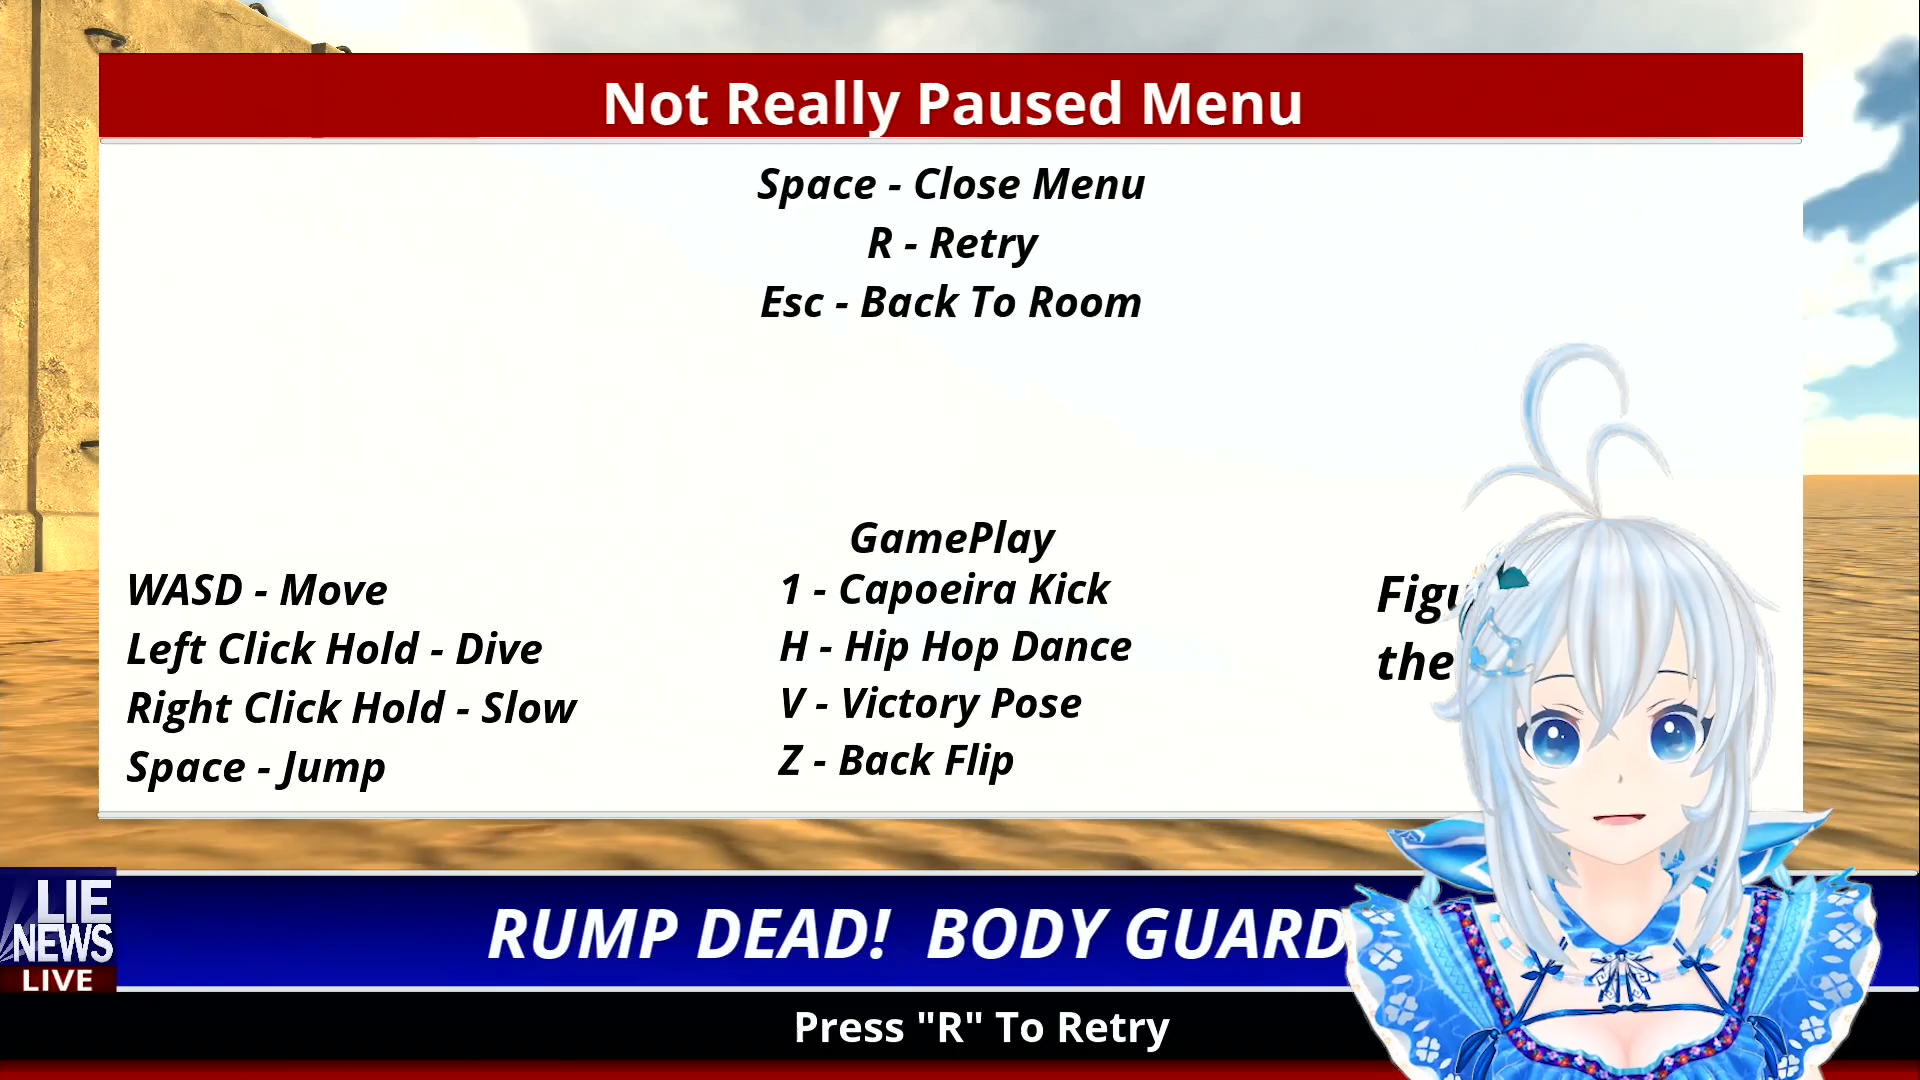 Not Really Paused Menu
Space - Close Menu
R - Retry
Esc - Back To Room
GamePlay
WASD - Move
Left Click Hold - Dive
Right Click Hold - Slow
Space - Jump
1 - Capoeira Kick
H - Hip Hop Dance
V - Victory Pose
Z - Back Flip
the
LIE
NEWS
LIVE
RUMP DEAD! BODY GUARD
Press "R" To Retry